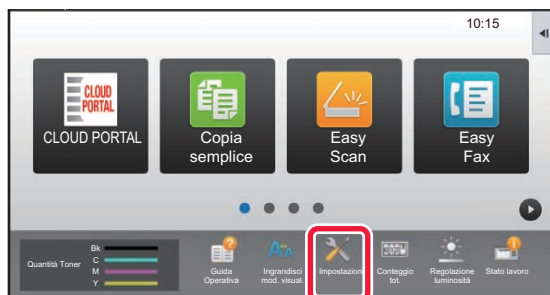 10:15
CLOUD
PORTAL
CLOUD PORTAL
Copia
semplice
Easy
Scan
Easy
Fax
Quantità Toner
Bk
C
M
Y
Guida
Operativa
Ingrandisci
mod. visual.
Impostazioni
Conteggio
tot.
Regolazione
luminosità
Stato lavoro